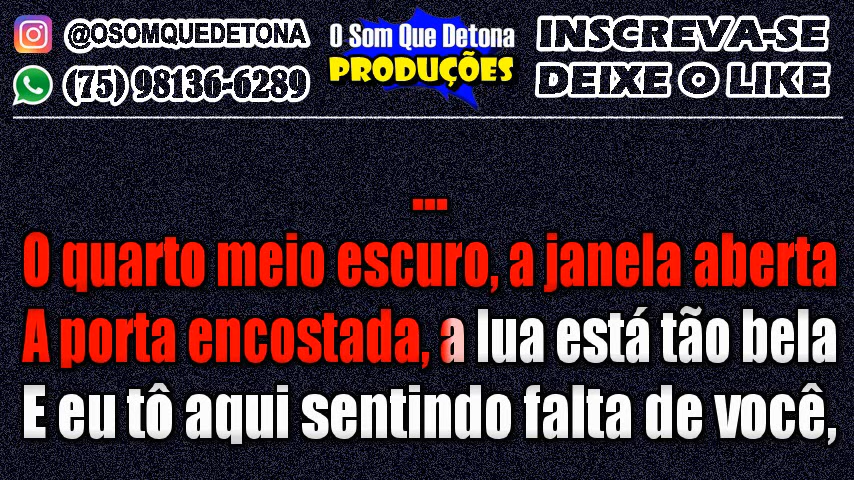 @OSOMQUEDETONA
(75) 98136-6289
O Som Que Detona
PRODUÇÕES
INSCREVA-SE
DEIXE O LIKE
...
O quarto meio escuro, a janela aberta
A porta encostada, a lua está tão bela
E eu tô aqui sentindo falta de você,